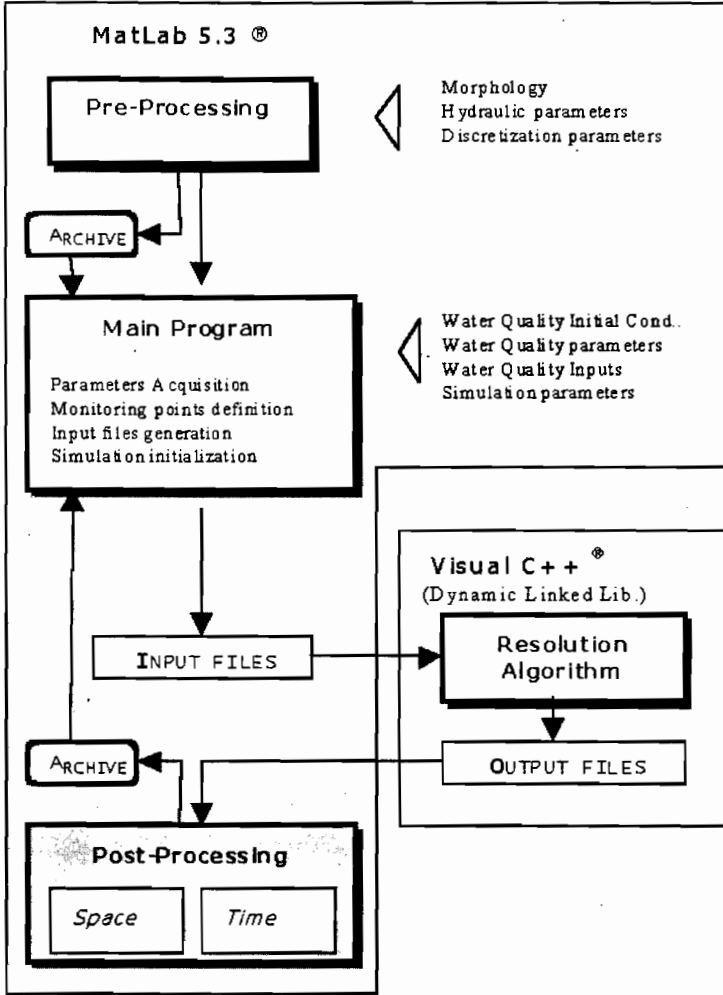 MatLab 5.3 ®
Pre-Processing
Morphology
Hydraulic parameters
Discretization parameters
ARCHIVE
Main Program
Parameters Acquisition
Monitoring points definition
Input files generation
Simulation initialization
Water Quality Initial Cond..
Water Quality parameters
Water Quality Inputs
Simulation parameters
Visual C++ ®
(Dynamic Linked Lib.)
Resolution
Algorithm
INPUT FILES
OUTPUT FILES
ARCHIVE
Post-Processing
Space
Time